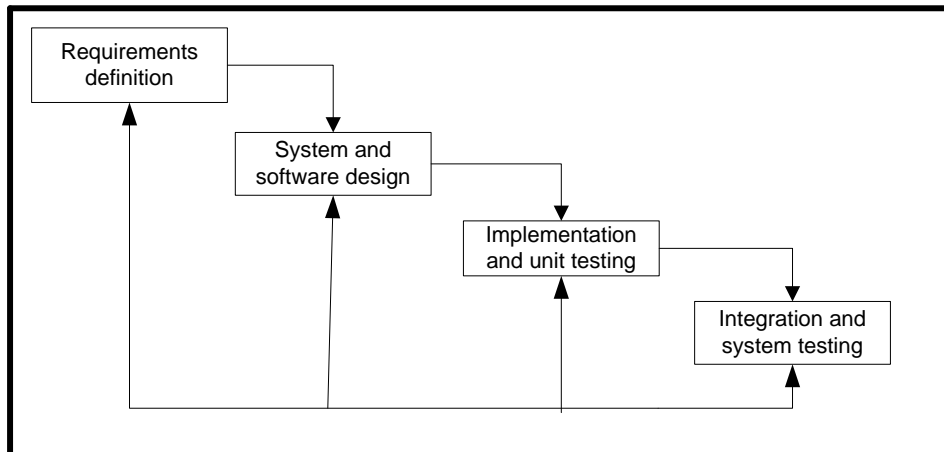 Requirements
definition
System and
software design
Implementation
and unit testing
Integration and
system testing